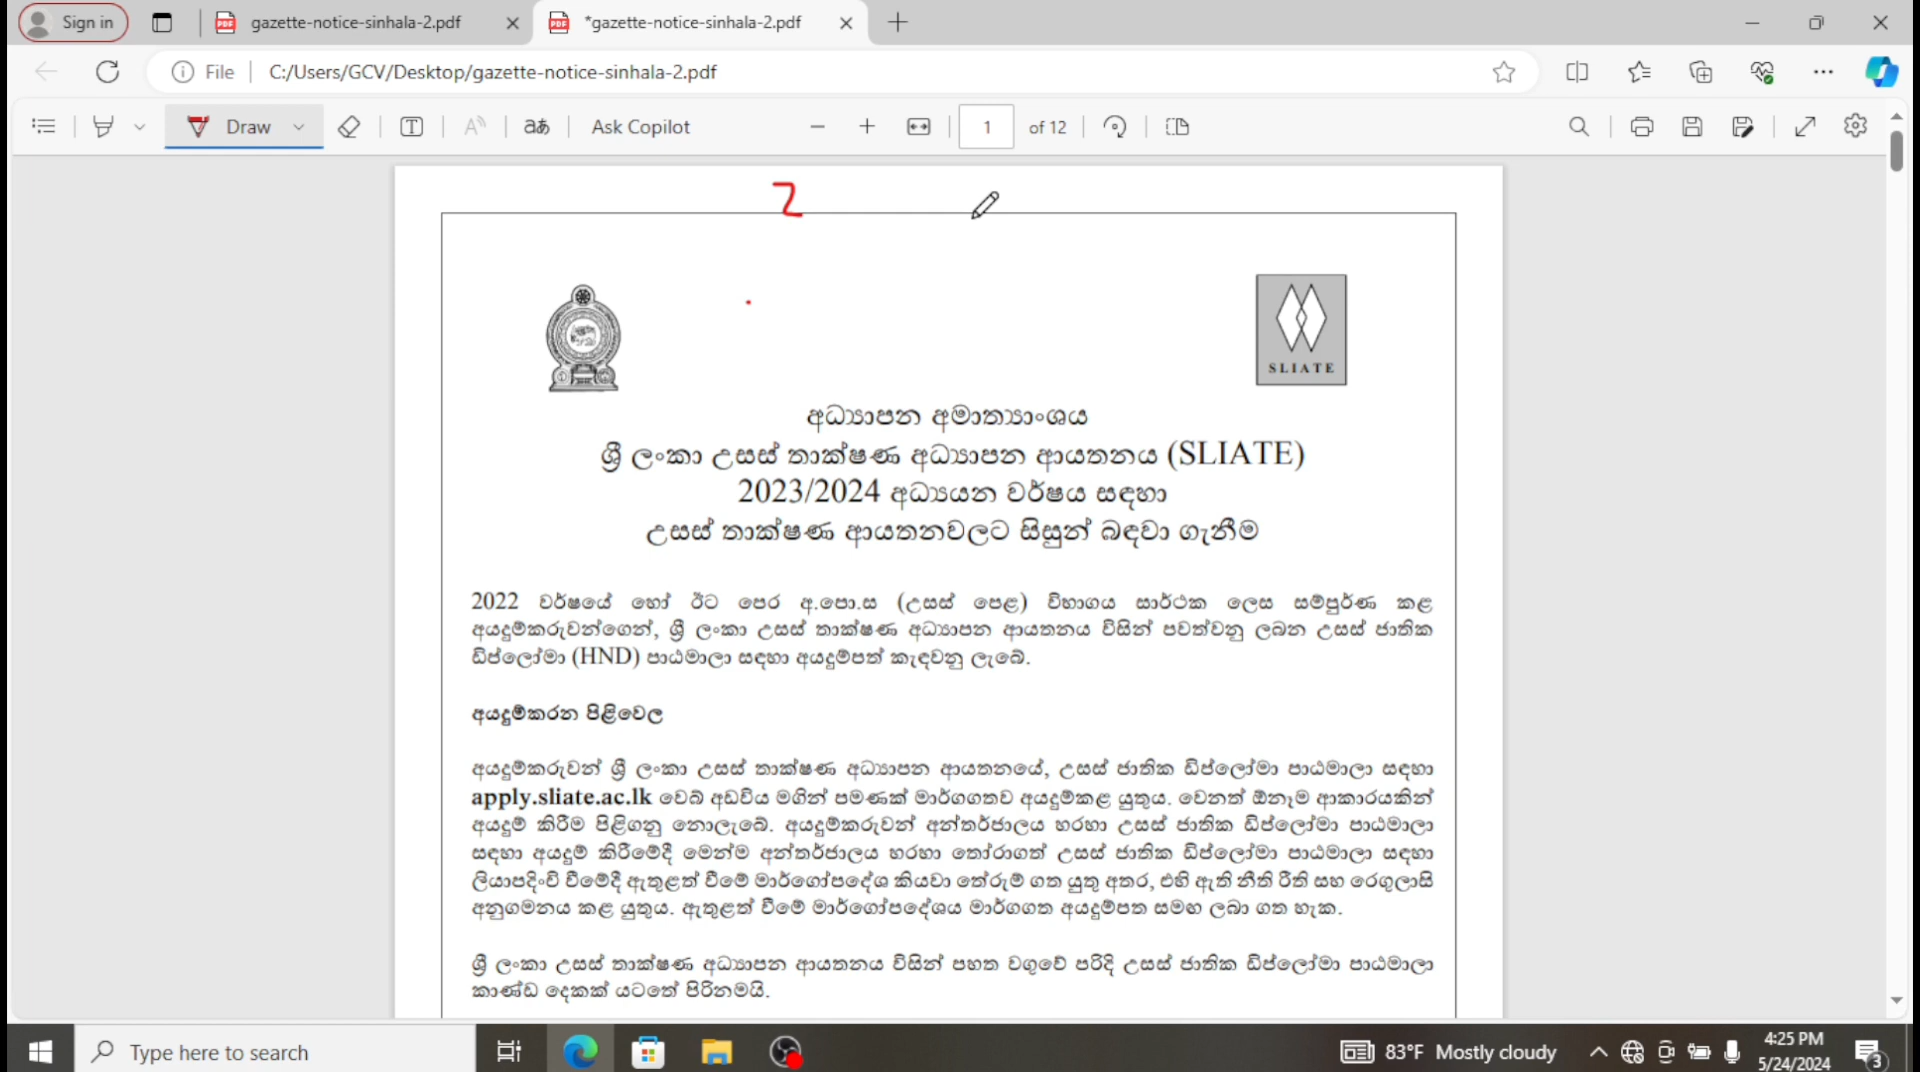 Sign in
gazette-notice-sinhala-2.pdf
*gazette-notice-sinhala-2.pdf
File
C:/Users/GCV/Desktop/gazette-notice-sinhala-2.pdf
Draw
Ask Copilot
1 of 12
2
SLIATE
අධ්‍යාපන අමාත්‍යාංශය
ශ්‍රී ලංකා උසස් තාක්ෂණ අධ්‍යාපන ආයතනය (SLIATE)
2023/2024 අධ්‍යයන වර්ෂය සඳහා
උසස් තාක්ෂණ ආයතනවලට සිසුන් බඳවා ගැනීම
2022 වර්ෂයේ හෝ ඊට පෙර අ.පො.ස (උසස් පෙළ) විභාගය සාර්ථක ලෙස සම්පුර්ණ කළ
අයදුම්කරුවන්ගෙන්, ශ්‍රී ලංකා උසස් තාක්ෂණ අධ්‍යාපන ආයතනය විසින් පවත්වනු ලබන උසස් ජාතික
ඩිප්ලෝමා (HND) පාඨමාලා සඳහා අයදුම්පත් කැඳවනු ලැබේ.
අයදුම්කරන පිළිවෙල
අයදුම්කරුවන් ශ්‍රී ලංකා උසස් තාක්ෂණ අධ්‍යාපන ආයතනයේ, උසස් ජාතික ඩිප්ලෝමා පාඨමාලා සඳහා
apply.sliate.ac.lk වෙබ් අඩවිය මගින් පමණක් මාර්ගගතව අයදුම්කළ යුතුය. වෙනත් ඕනෑම ආකාරයකින්
අයදුම් කිරීම පිළිගනු නොලැබේ. අයදුම්කරුවන් අන්තර්ජාලය හරහා උසස් ජාතික ඩිප්ලෝමා පාඨමාලා
සඳහා අයදුම් කිරීමේදී මෙන්ම අන්තර්ජාලය හරහා තෝරාගත් උසස් ජාතික ඩිප්ලෝමා පාඨමාලා සඳහා
ලියාපදිංචි වීමේදී ඇතුළත් වීමේ මාර්ගෝපදේශ කියවා තේරුම් ගත යුතු අතර, එහි ඇති නීති රීති සහ රෙගුලාසි
අනුගමනය කළ යුතුය. ඇතුළත් වීමේ මාර්ගෝපදේශය මාර්ගගත අයදුම්පත සමඟ ලබා ගත හැක.
ශ්‍රී ලංකා උසස් තාක්ෂණ අධ්‍යාපන ආයතනය විසින් පහත වගුවේ පරිදි උසස් ජාතික ඩිප්ලෝමා පාඨමාලා
කාණ්ඩ දෙකක් යටතේ පිරිනමයි.
Type here to search
83°F Mostly cloudy
4:25 PM
5/24/2024
3